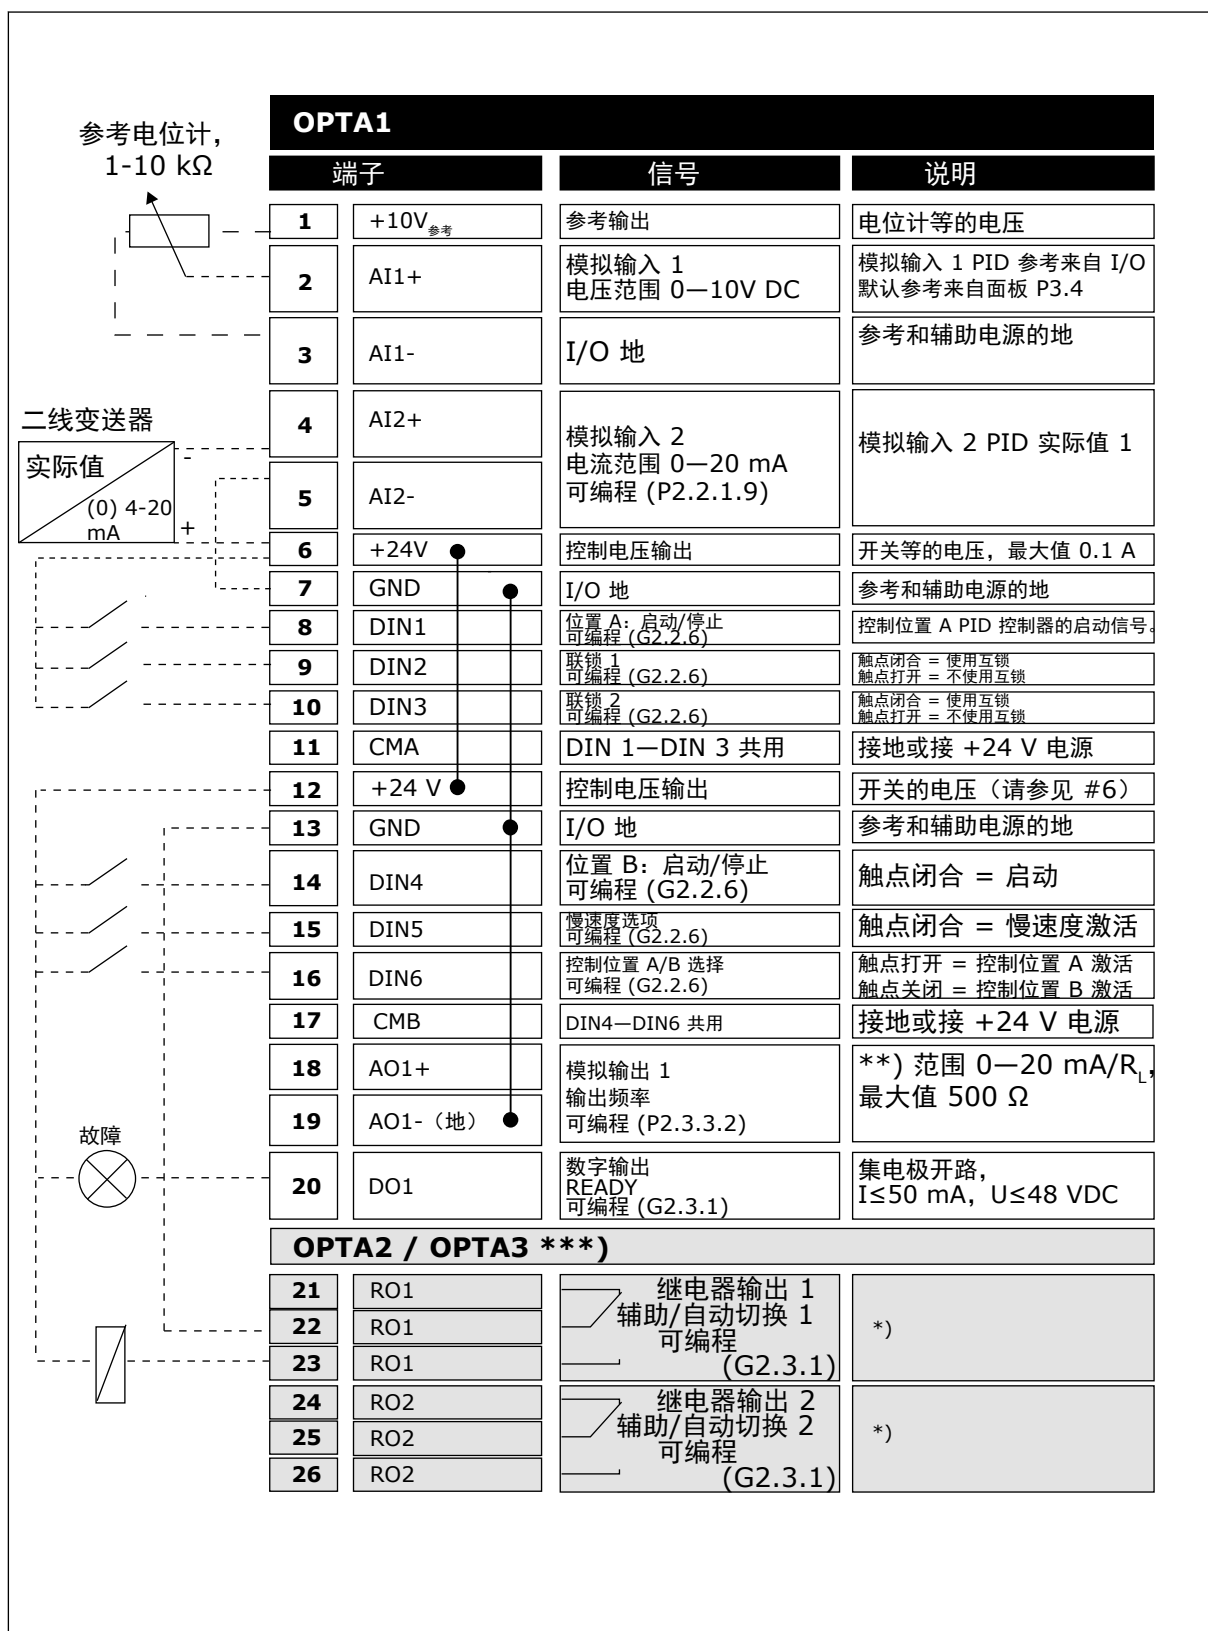 OPTA1
参考电位计，
1-10 kΩ
端子
信号
说明
1
+10V参考
参考输出
电位计等的电压
2
AI1+
模拟输入 1
电压范围 0—10V DC
模拟输入 1 PID 参考来自 I/O
默认参考来自面板 P3.4
3
AI1-
I/O 地
参考和辅助电源的地
二线变送器
实际值
(0) 4-20
mA
-
+
4
AI2+
模拟输入 2
电流范围 0—20 mA
可编程 (P2.2.1.9)
模拟输入 2 PID 实际值 1
5
AI2-
6
+24V
控制电压输出
开关等的电压，最大值 0.1 A
7
GND
I/O 地
参考和辅助电源的地
8
DIN1
位置 A：启动/停止
可编程 (G2.2.6)
控制位置 A PID 控制器的启动信号。
9
DIN2
联锁 1
可编程 (G2.2.6)
触点闭合 = 使用互锁
触点打开 = 不使用互锁
10
DIN3
联锁 2
可编程 (G2.2.6)
触点闭合 = 使用互锁
触点打开 = 不使用互锁
11
CMA
DIN 1—DIN 3 共用
接地或接 +24 V 电源
12
+24 V
控制电压输出
开关的电压（请参见 #6）
13
GND
I/O 地
参考和辅助电源的地
14
DIN4
位置 B：启动/停止
可编程 (G2.2.6)
触点闭合 = 启动
15
DIN5
慢速度选项
可编程 (G2.2.6)
触点闭合 = 慢速度激活
16
DIN6
控制位置 A/B 选择
可编程 (G2.2.6)
触点打开 = 控制位置 A 激活
触点关闭 = 控制位置 B 激活
17
CMB
DIN4—DIN6 共用
接地或接 +24 V 电源
18
AO1+
模拟输出 1
输出频率
可编程 (P2.3.3.2)
**) 范围 0—20 mA/RL，
最大值 500 Ω
19
AO1-（地）
故障
20
DO1
数字输出
READY
可编程 (G2.3.1)
集电极开路，
I≤50 mA，U≤48 VDC
OPTA2 / OPTA3 ***)
21
RO1
22
RO1
23
RO1
继电器输出 1
辅助/自动切换 1
可编程
(G2.3.1)
*)
24
RO2
25
RO2
26
RO2
继电器输出 2
辅助/自动切换 2
可编程
(G2.3.1)
*)